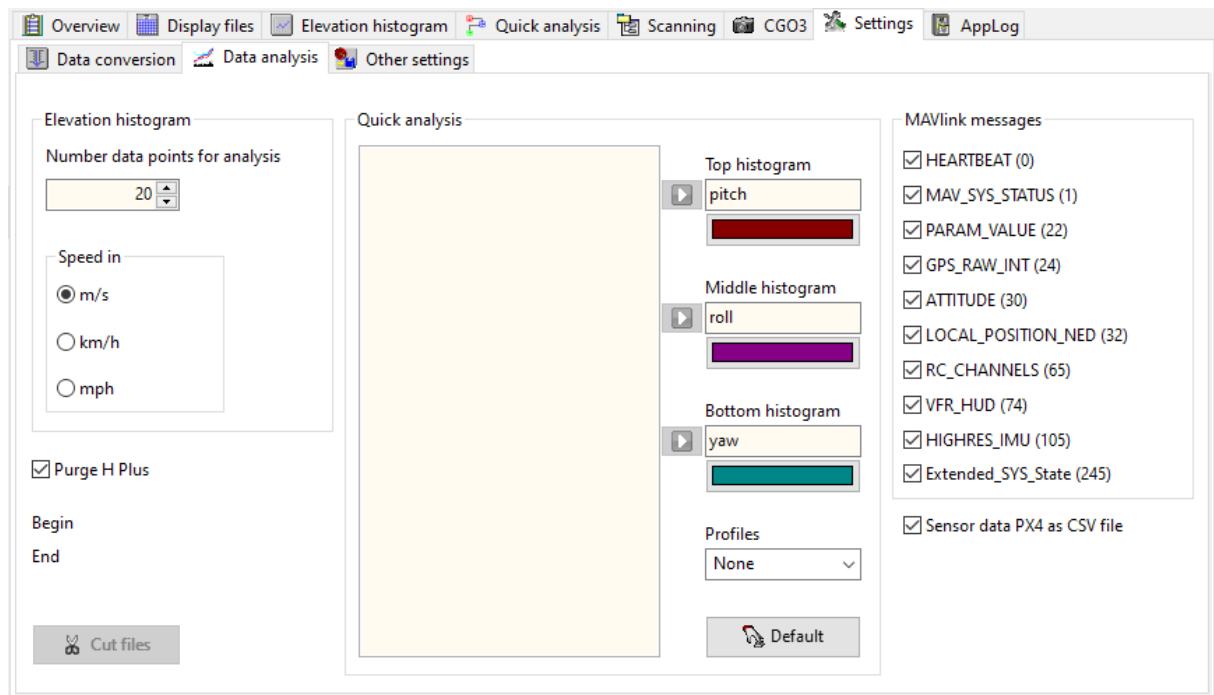 Overview Display files Elevation histogram Quick analysis Scanning CGO3 Settings AppLog
Data conversion Data analysis Other settings
Elevation histogram
Number data points for analysis
20
Speed in
m/s
km/h
mph
Purge H Plus
Begin
End
Cut files
Quick analysis
Top histogram
pitch
Middle histogram
roll
Bottom histogram
yaw
Profiles
None
Default
MAVlink messages
HEARTBEAT (0)
MAV_SYS_STATUS (1)
PARAM_VALUE (22)
GPS_RAW_INT (24)
ATTITUDE (30)
LOCAL_POSITION_NED (32)
RC_CHANNELS (65)
VFR_HUD (74)
HIGHRES_IMU (105)
Extended_SYS_State (245)
Sensor data PX4 as CSV file